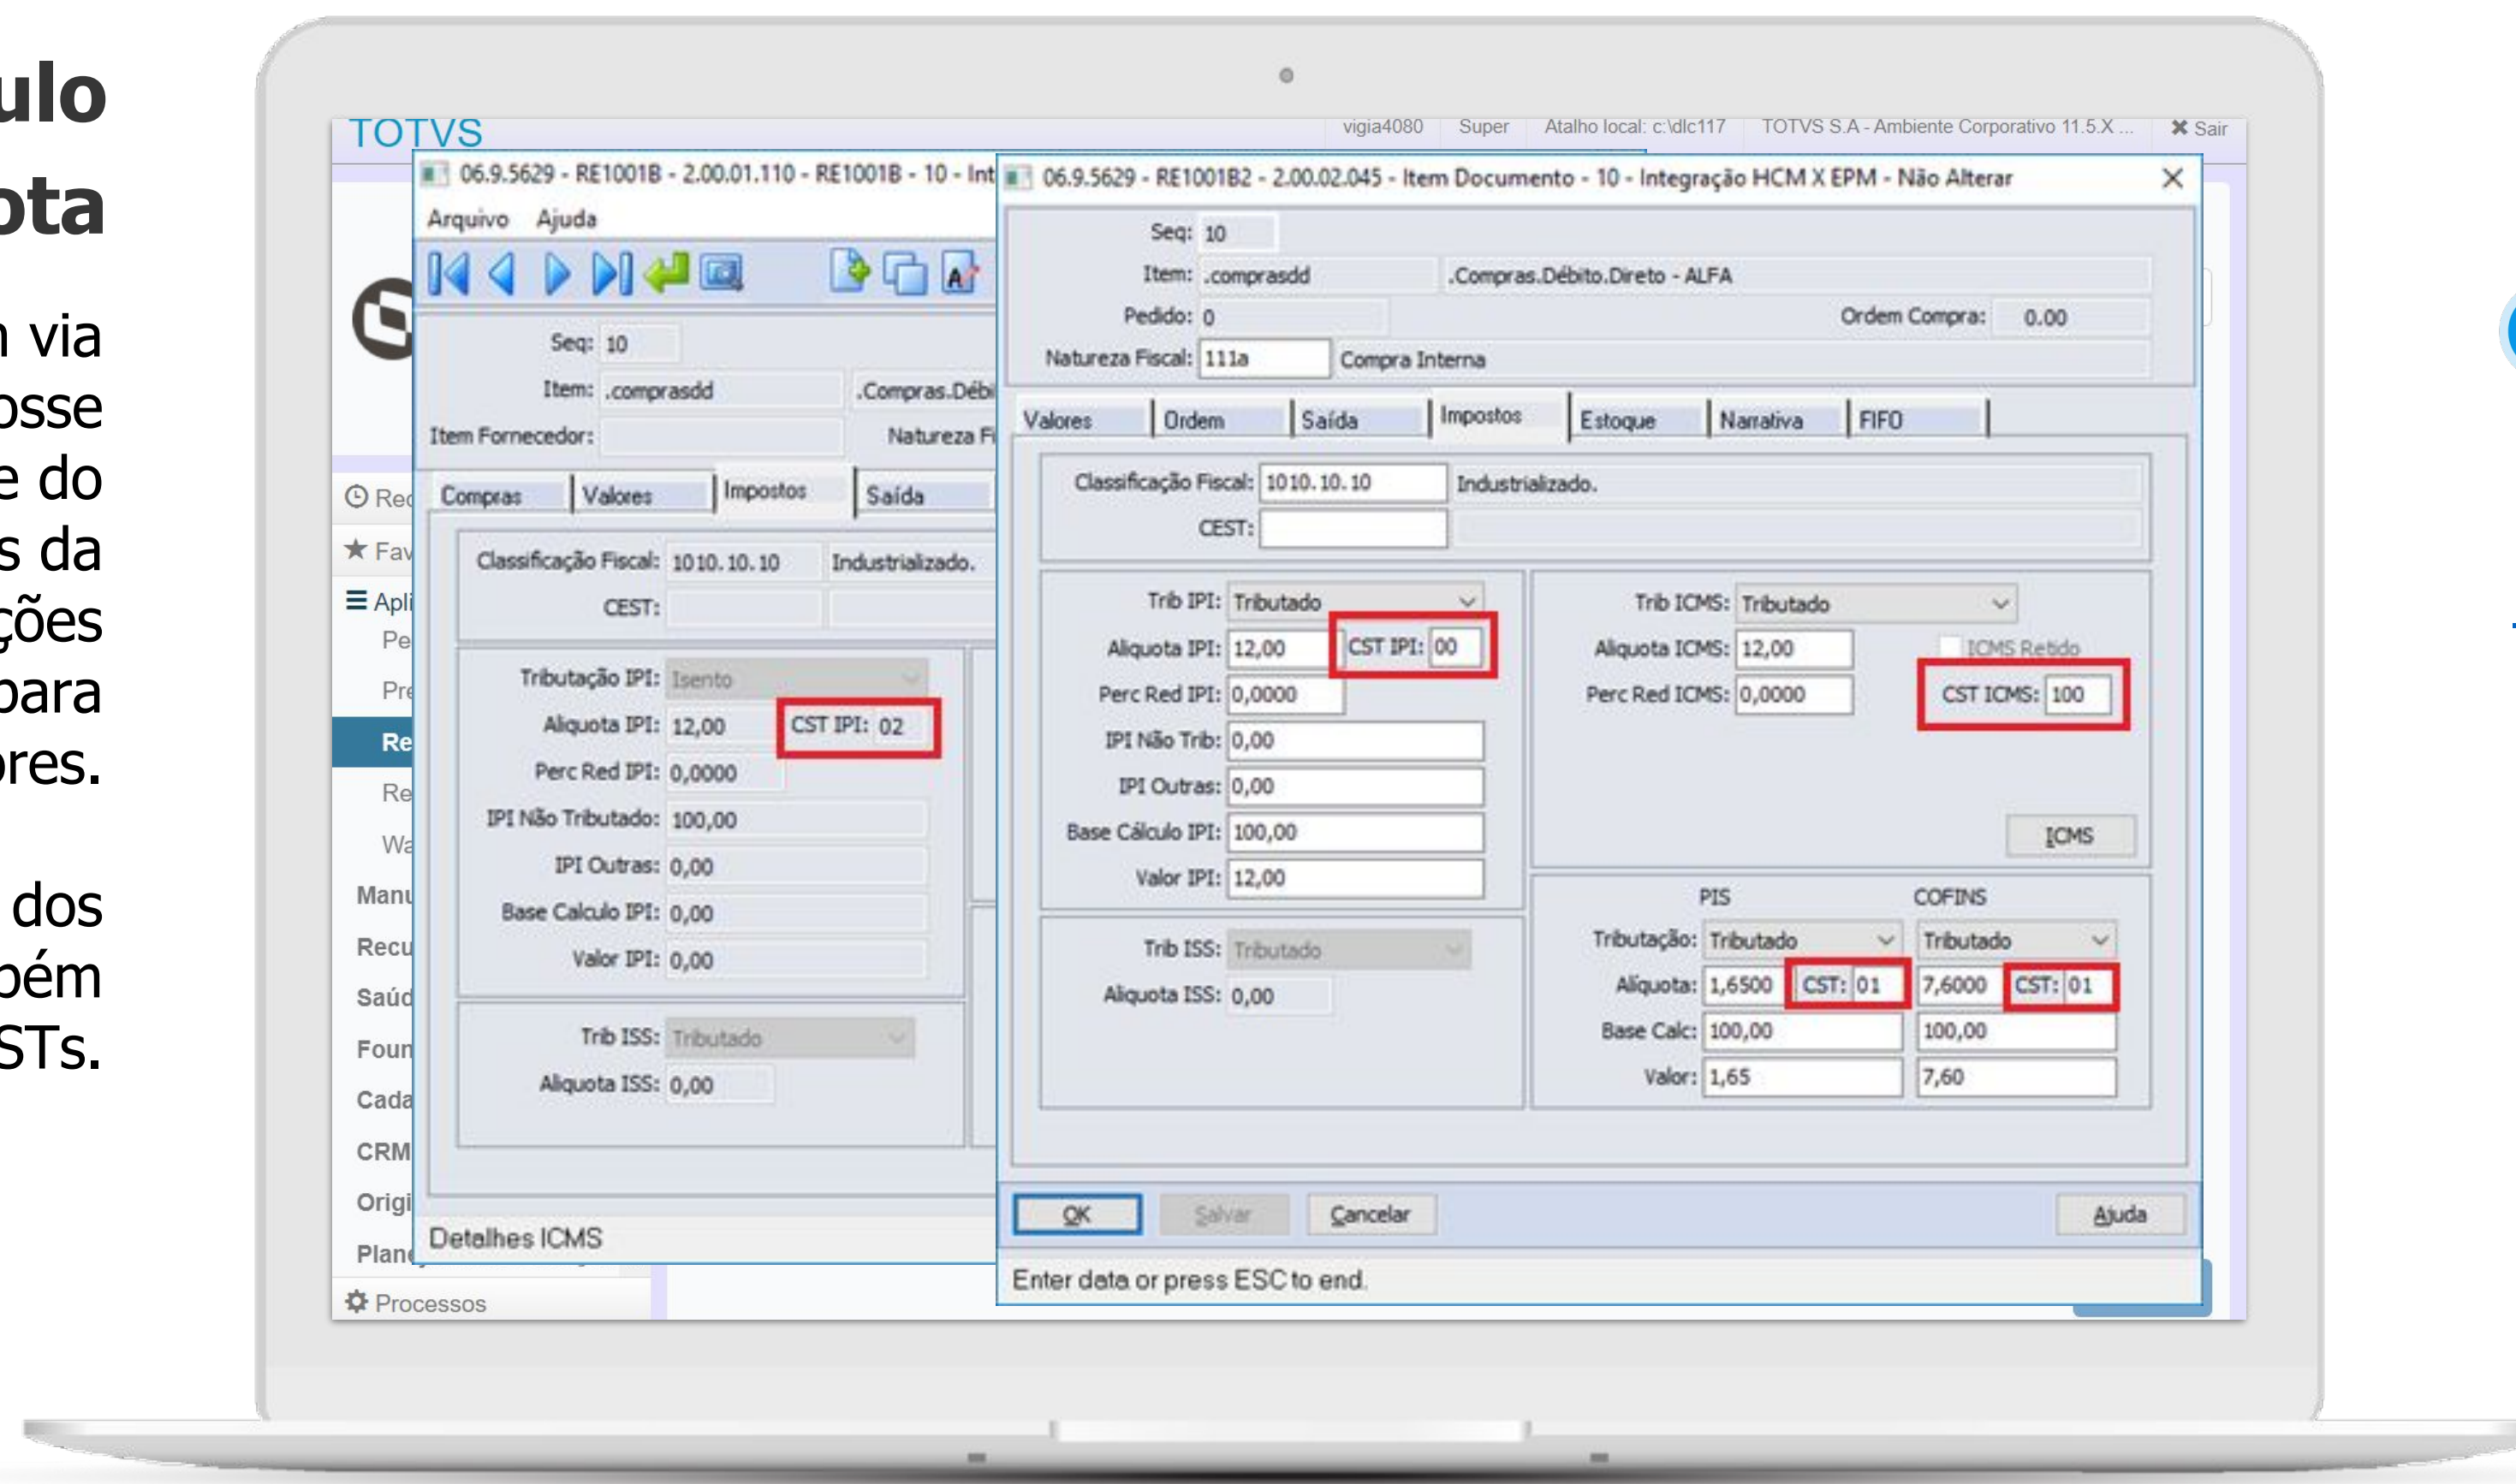 ulo
ota
via
osse
e do
s da
ções
para
ores.
dos
bém
STs.
TOTVS
vigia4080 Super Atalho local: c:\dlc117 TOTVS S.A - Ambiente Corporativo 11.5.X ... Sair
Rec
Fav
Apli
Pe
Pre
Re
Re
Wa
Manu
Recu
Saúd
Foun
Cada
CRM
Origi
Plane
Processos
06.9.5629 - RE1001B - 2.00.01.110 - RE1001B - 10 - Int
Arquivo Ajuda
Seq: 10
Item: .comprasdd .Compras.Débi
Item Fornecedor: Natureza Fi
Compras Valores Impostos Saída
Classificação Fiscal: 1010.10.10 Industrializado.
CEST:
Tributação IPI: Isento
Aliquota IPI: 12,00 CST IPI: 02
Perc Red IPI: 0,0000
IPI Não Tributado: 100,00
IPI Outras: 0,00
Base Calculo IPI: 0,00
Valor IPI: 0,00
Trib ISS: Tributado
Aliquota ISS: 0,00
Detalhes ICMS
06.9.5629 - RE1001B2 - 2.00.02.045 - Item Documento - 10 - Integração HCM X EPM - Não Alterar
Seq: 10
Item: .comprasdd .Compras.Débito.Direto - ALFA
Pedido: 0 Ordem Compra: 0.00
Natureza Fiscal: 111a Compra Interna
Valores Ordem Saída Impostos Estoque Narrativa FIFO
Classificação Fiscal: 1010.10.10 Industrializado.
CEST:
Trib IPI: Tributado
Aliquota IPI: 12,00 CST IPI: 00
Perc Red IPI: 0,0000
IPI Não Trib: 0,00
IPI Outras: 0,00
Base Cálculo IPI: 100,00
Valor IPI: 12,00
Trib ISS: Tributado
Aliquota ISS: 0,00
Trib ICMS: Tributado
Aliquota ICMS: 12,00 ICMS Retido
Perc Red ICMS: 0,0000 CST ICMS: 100
ICMS
PIS COFINS
Tributação: Tributado Tributado
Alíquota: 1,6500 CST: 01 7,6000 CST: 01
Base Calc: 100,00 100,00
Valor: 1,65 7,60
OK Salvar Cancelar Ajuda
Enter data or press ESC to end.